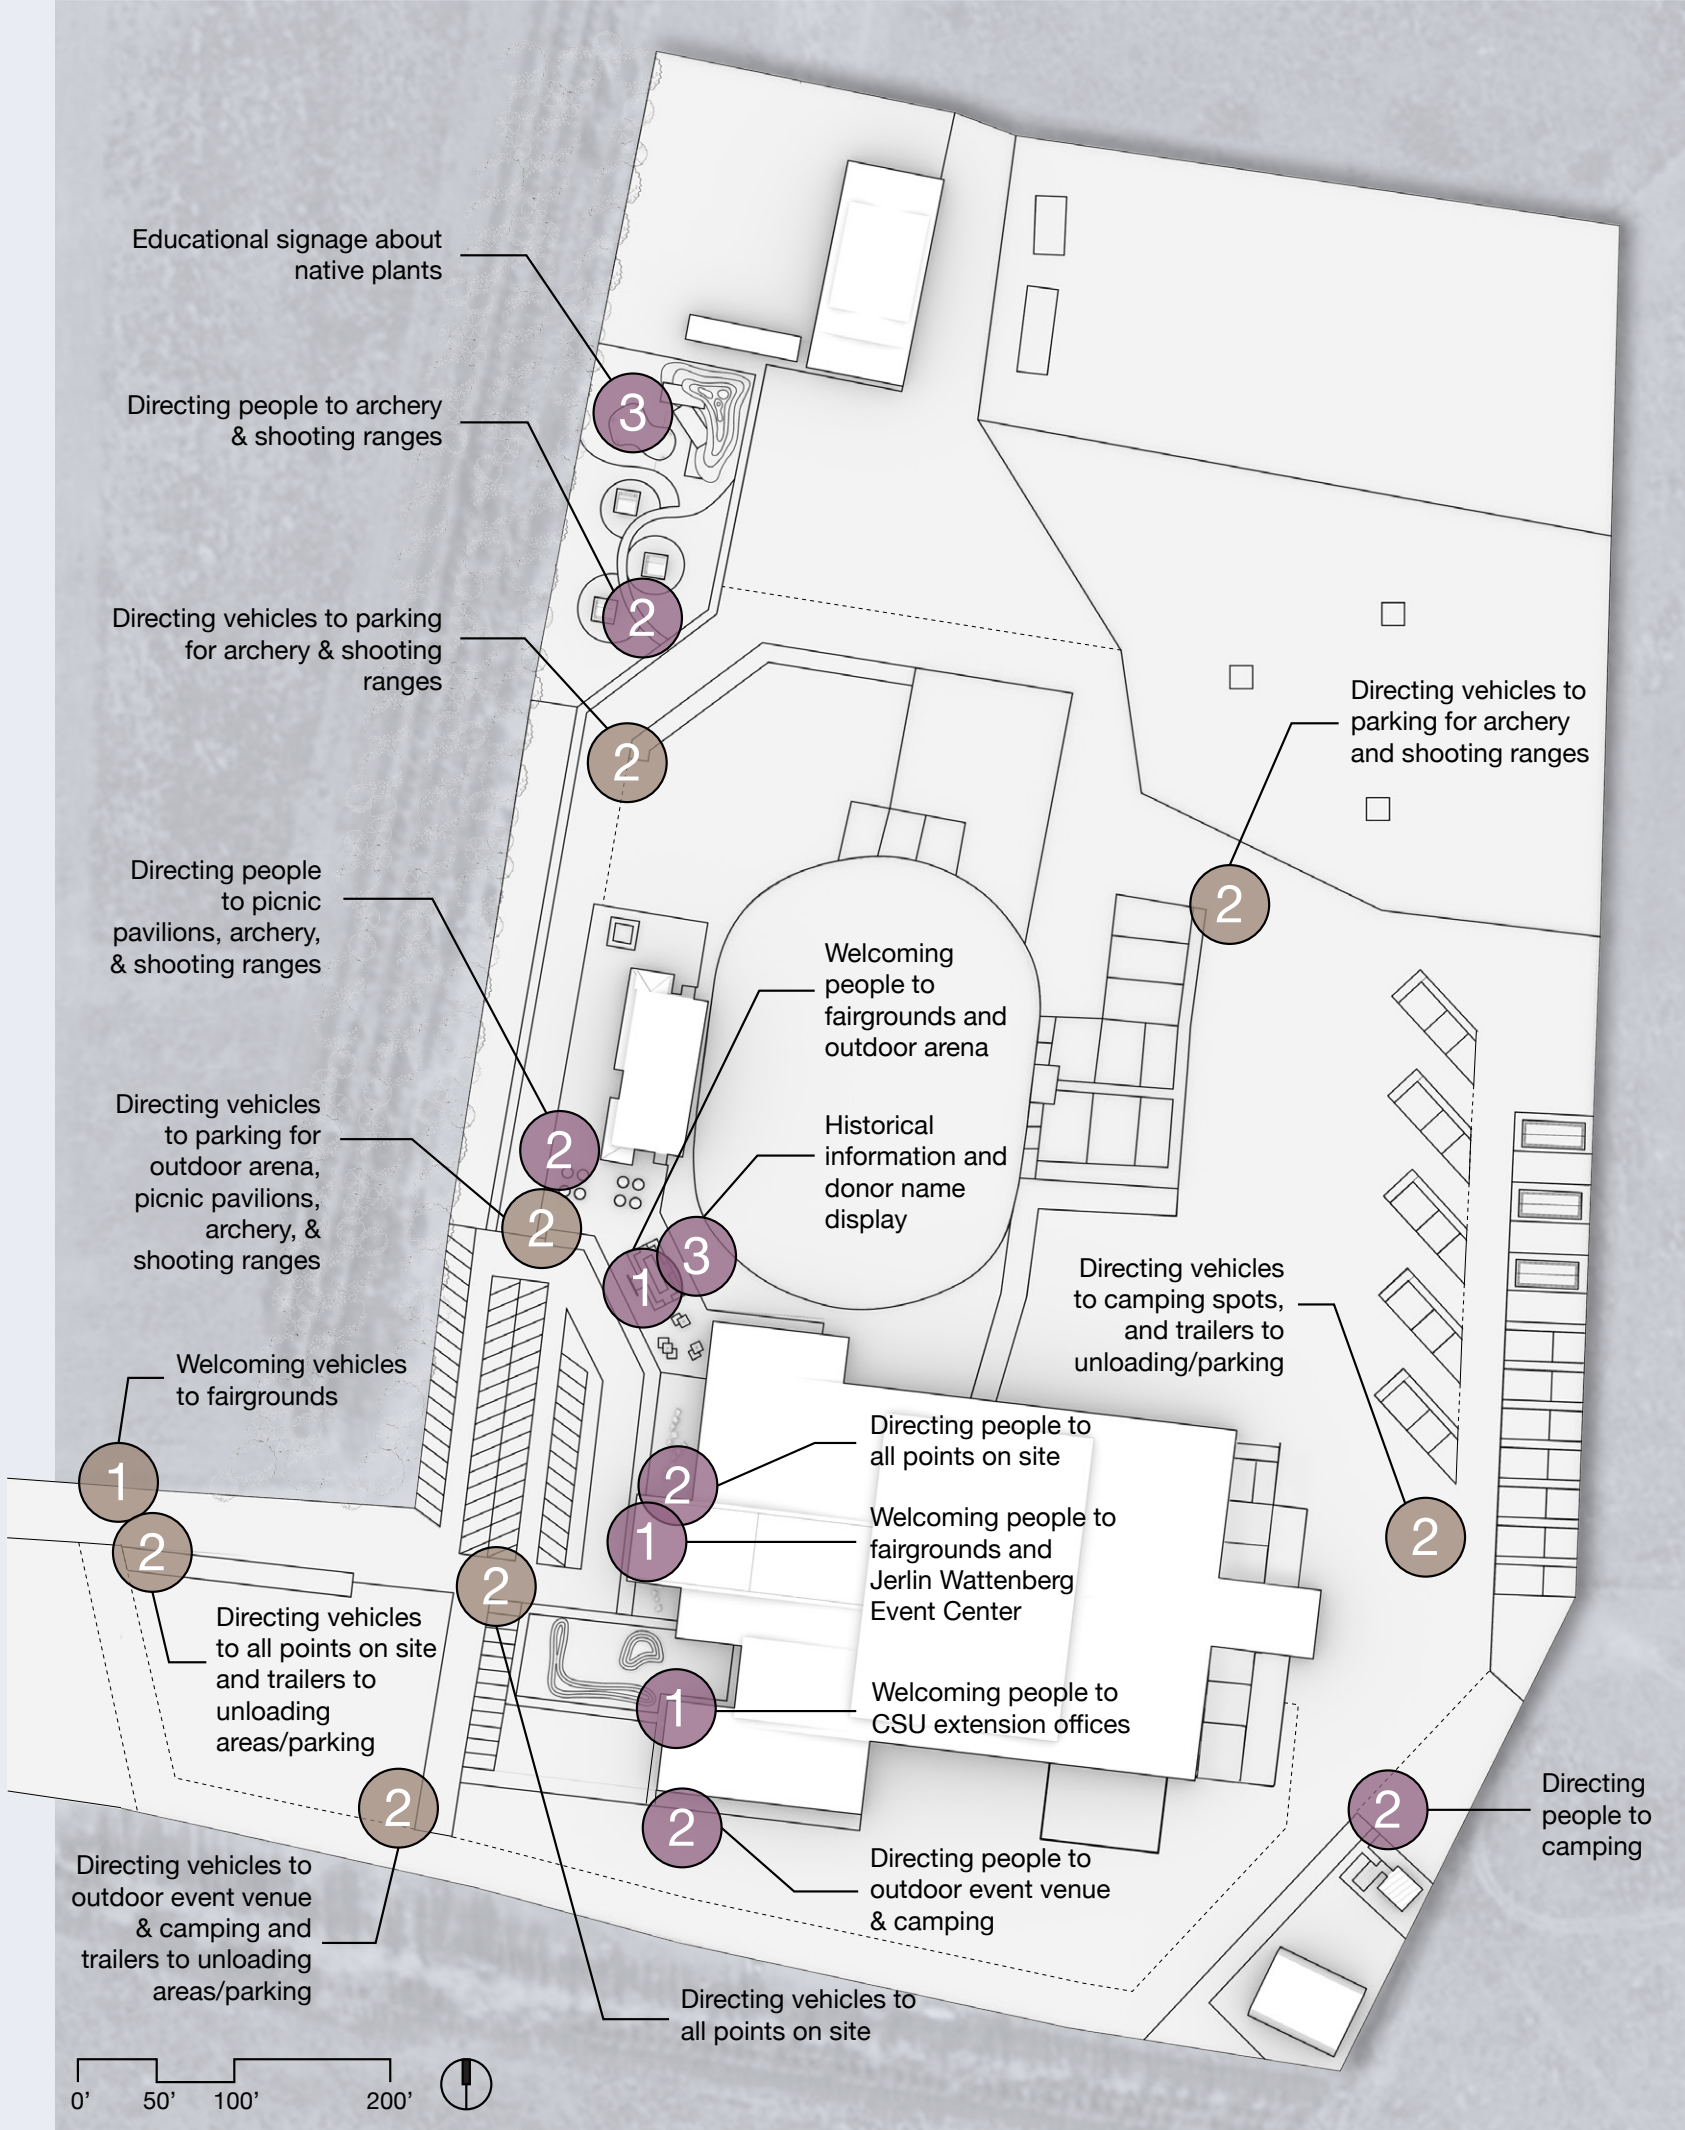 Educational signage about
native plants
3
Directing people to archery
& shooting ranges
2
Directing vehicles to parking
for archery & shooting
ranges
2
Directing vehicles to
parking for archery
and shooting ranges
2
Directing people
to picnic
pavilions, archery,
& shooting ranges
2
Welcoming
people to
fairgrounds and
outdoor arena
1
Historical
information and
donor name
display
3
Directing vehicles
to parking for
outdoor arena,
picnic pavilions,
archery, &
shooting ranges
2
Directing vehicles
to camping spots,
and trailers to
unloading/parking
2
Welcoming vehicles
to fairgrounds
1
Directing people to
all points on site
2
Welcoming people to
fairgrounds and
Jerlin Wattenberg
Event Center
1
2
Directing vehicles
to all points on site
and trailers to
unloading
areas/parking
2
Welcoming people to
CSU extension offices
1
Directing
people to
camping
2
2
Directing vehicles to
outdoor event venue
& camping and
trailers to unloading
areas/parking
2
Directing people to
outdoor event venue
& camping
Directing vehicles to
all points on site
0' 50' 100' 200'